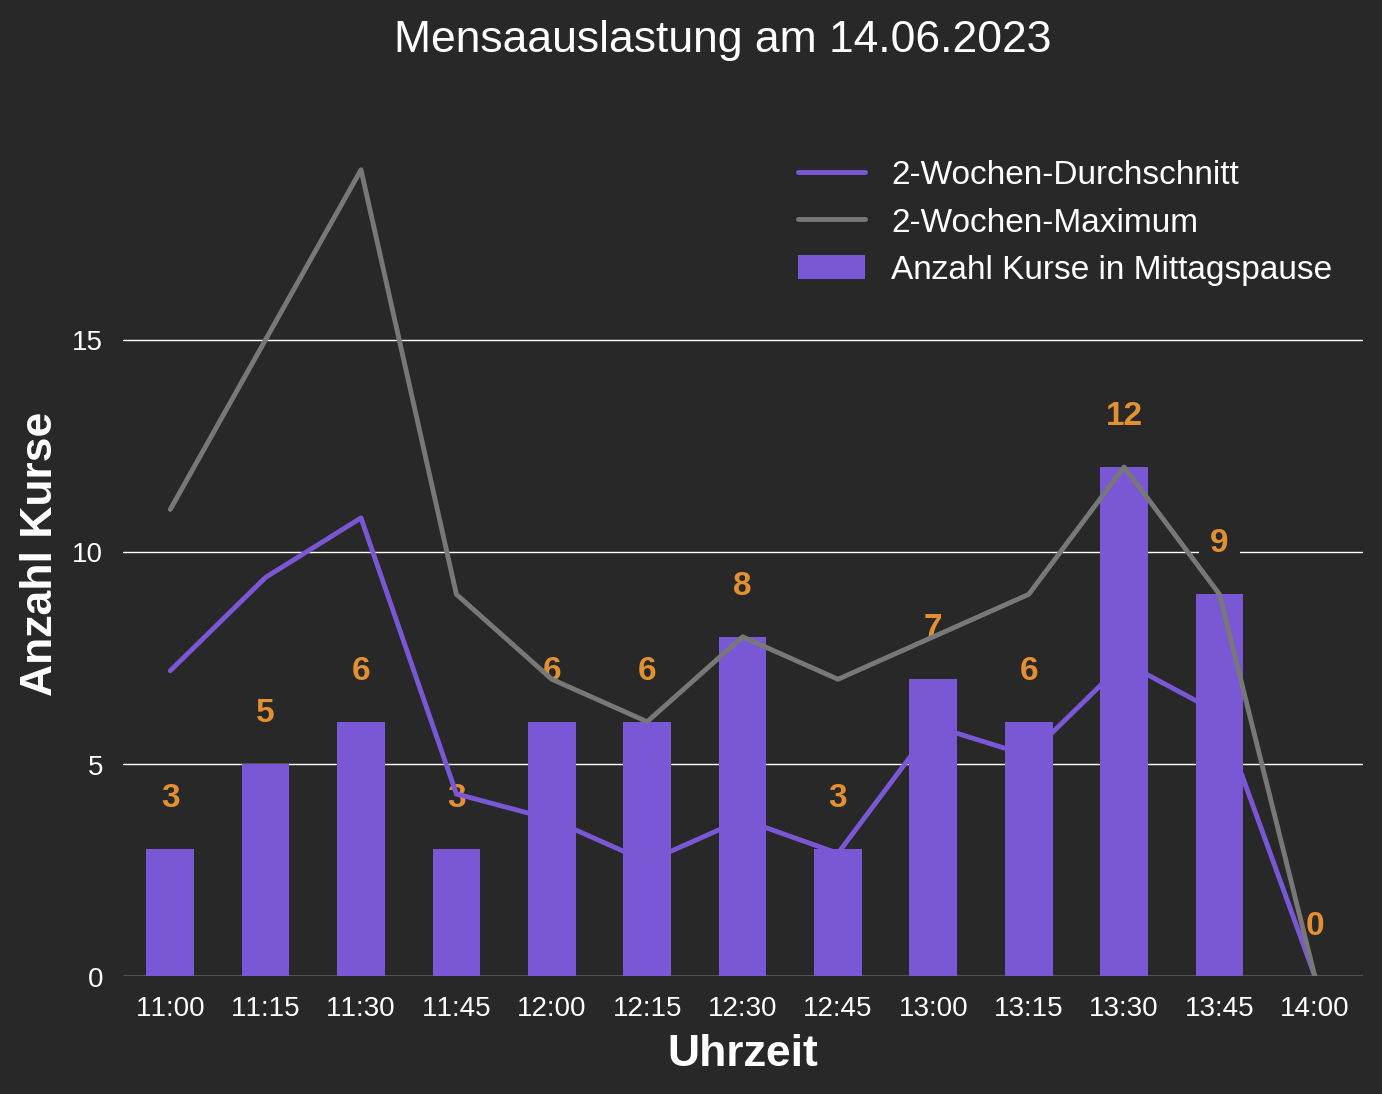 Mensaauslastung am 14.06.2023
2-Wochen-Durchschnitt
2-Wochen-Maximum
Anzahl Kurse in Mittagspause
Anzahl Kurse
15
10
5
0
3
5
6
3
6
6
8
3
7
6
12
9
0
11:00 11:15 11:30 11:45 12:00 12:15 12:30 12:45 13:00 13:15 13:30 13:45 14:00
Uhrzeit